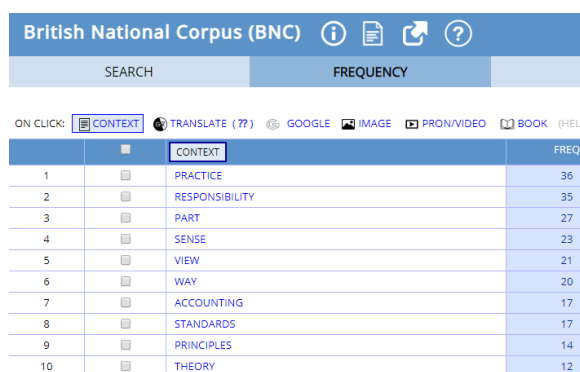 British National Corpus (BNC)
SEARCH FREQUENCY
ON CLICK: CONTEXT TRANSLATE (??) GOOGLE IMAGE PRON/VIDEO BOOK (HEL
CONTEXT FREQ
1 PRACTICE 36
2 RESPONSIBILITY 35
3 PART 27
4 SENSE 23
5 VIEW 21
6 WAY 20
7 ACCOUNTING 17
8 STANDARDS 17
9 PRINCIPLES 14
10 THEORY 12